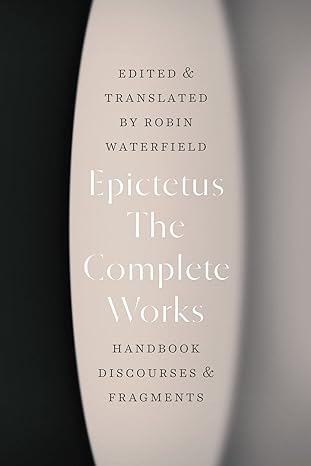 EDITED &
TRANSLATED
BY ROBIN
WATERFIELD
Epictetus
The
Complete
Works
HANDBOOK
DISCOURSES &
FRAGMENTS